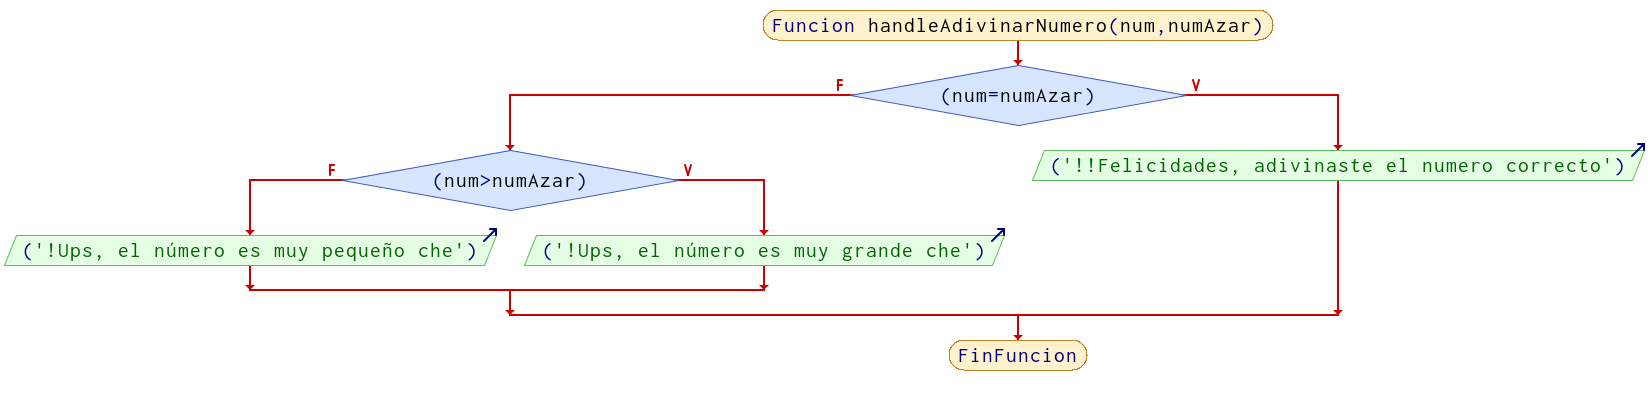 Funcion handleAdivinarNumero(num,numAzar)
F
V
(num=numAzar)
F
V
('!!Felicidades, adivinaste el numero correcto')
(num>numAzar)
('!Ups, el número es muy pequeño che')
('!Ups, el número es muy grande che')
FinFuncion